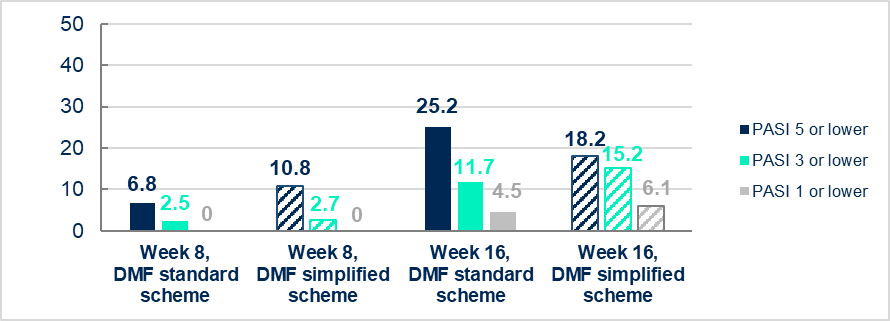 50
40
30
20
10
0
6.8
2.5
0
10.8
2.7
0
25.2
11.7
4.5
18.2
15.2
6.1
Week 8,
DMF standard
scheme
Week 8,
DMF simplified
scheme
Week 16,
DMF standard
scheme
Week 16,
DMF simplified
scheme
PASI 5 or lower
PASI 3 or lower
PASI 1 or lower